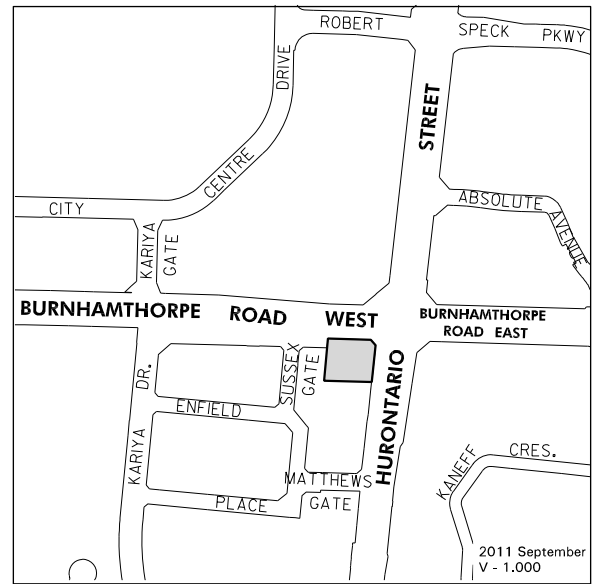 ROBERT SPECK PKWY
DRIVE
STREET
CENTRE
CITY
ABSOLUTE AVENUE
KARIYA GATE
BURNHAMTHORPE ROAD WEST
BURNHAMTHORPE
ROAD EAST
SUSSEX GATE
HURONTARIO
KARIYA DR.
ENFIELD
PLACE
MATTHEWS
GATE
KANEFF CRES.
2011 September
V - 1.000